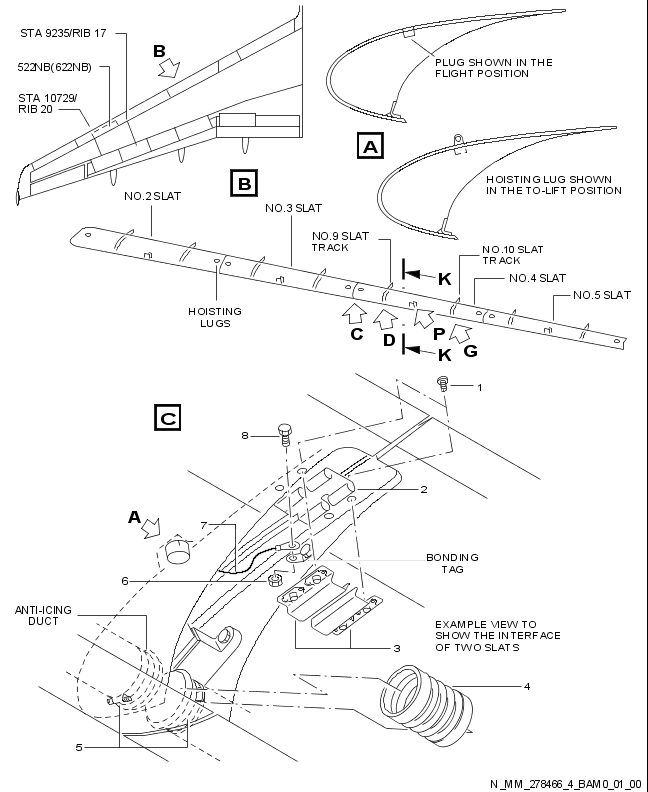 STA 9235/RIB 17
B
522NB(622NB)
STA 10729/
RIB 20
PLUG SHOWN IN THE
FLIGHT POSITION
A
B
HOISTING LUG SHOWN
IN THE TO-LIFT POSITION
NO.2 SLAT
NO.3 SLAT
NO.9 SLAT
TRACK
K
NO.10 SLAT
TRACK
NO.4 SLAT
NO.5 SLAT
HOISTING
LUGS
C
D
P
G
K
C
1
8
2
A
7
6
BONDING
TAG
ANTI-ICING
DUCT
EXAMPLE VIEW TO
SHOW THE INTERFACE
OF TWO SLATS
3
4
5
N_MM_278466_4_BAM0_01_00